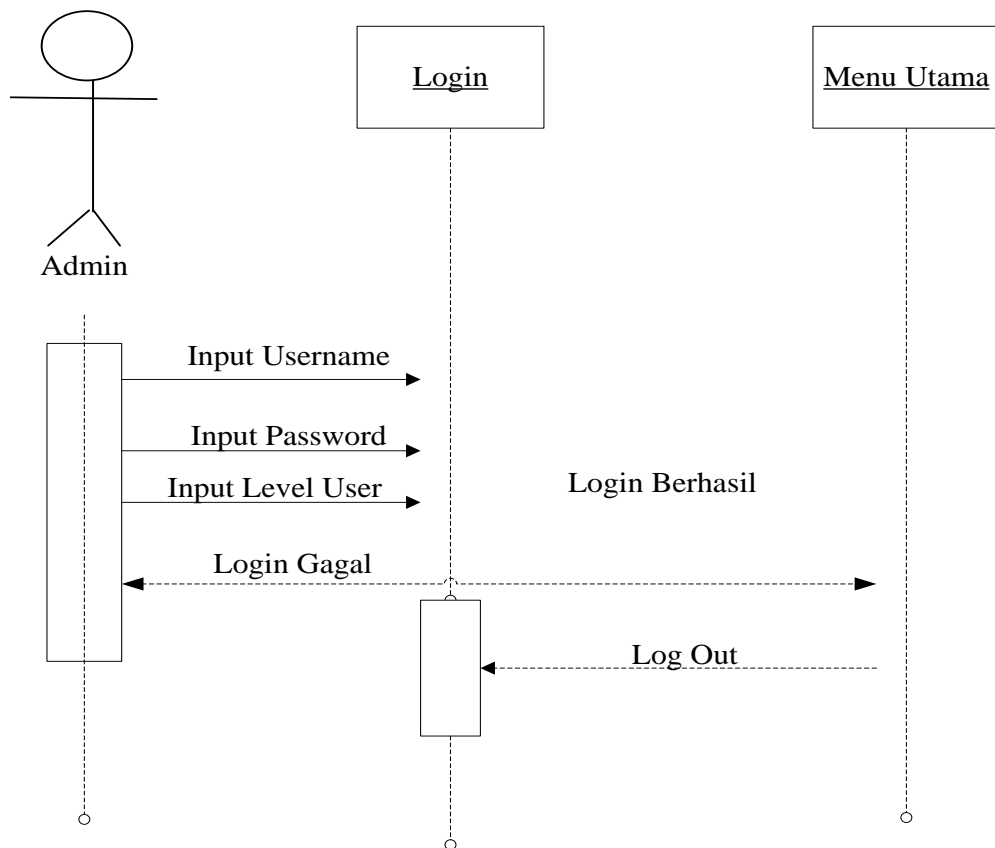 Login
Menu Utama
Admin
Input Username
Input Password
Input Level User
Login Berhasil
Login Gagal
Log Out